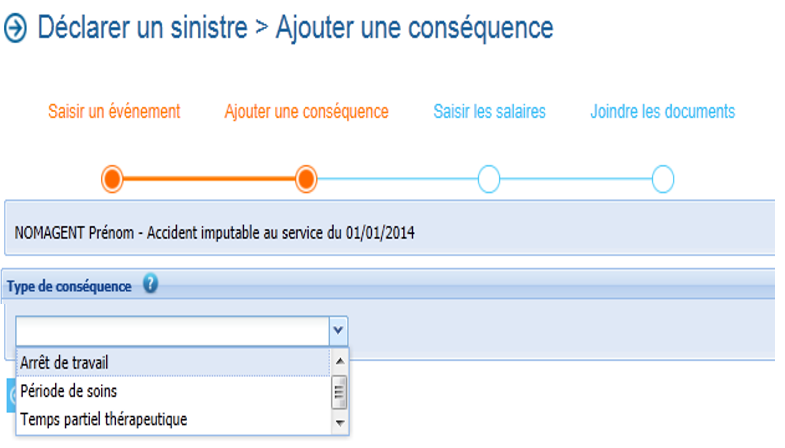 Déclarer un sinistre > Ajouter une conséquence
Saisir un événement Ajouter une conséquence Saisir les salaires Joindre les documents
NOMAGENT Prénom - Accident imputable au service du 01/01/2014
Type de conséquence ?
Arrêt de travail
Période de soins
Temps partiel thérapeutique